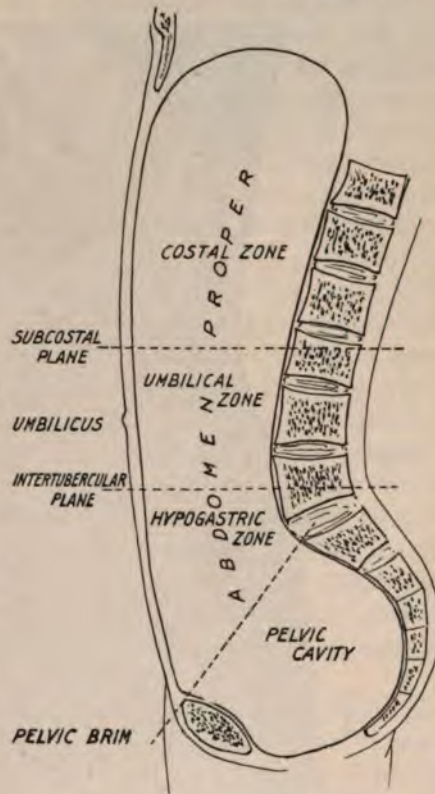 ABDOMEN PROPER
COSTAL ZONE
SUBCOSTAL
PLANE
UMBILICAL
ZONE
UMBILICUS
INTERTUBERCULAR
PLANE
HYPOGASTRIC
ZONE
PELVIC
CAVITY
PELVIC BRIM